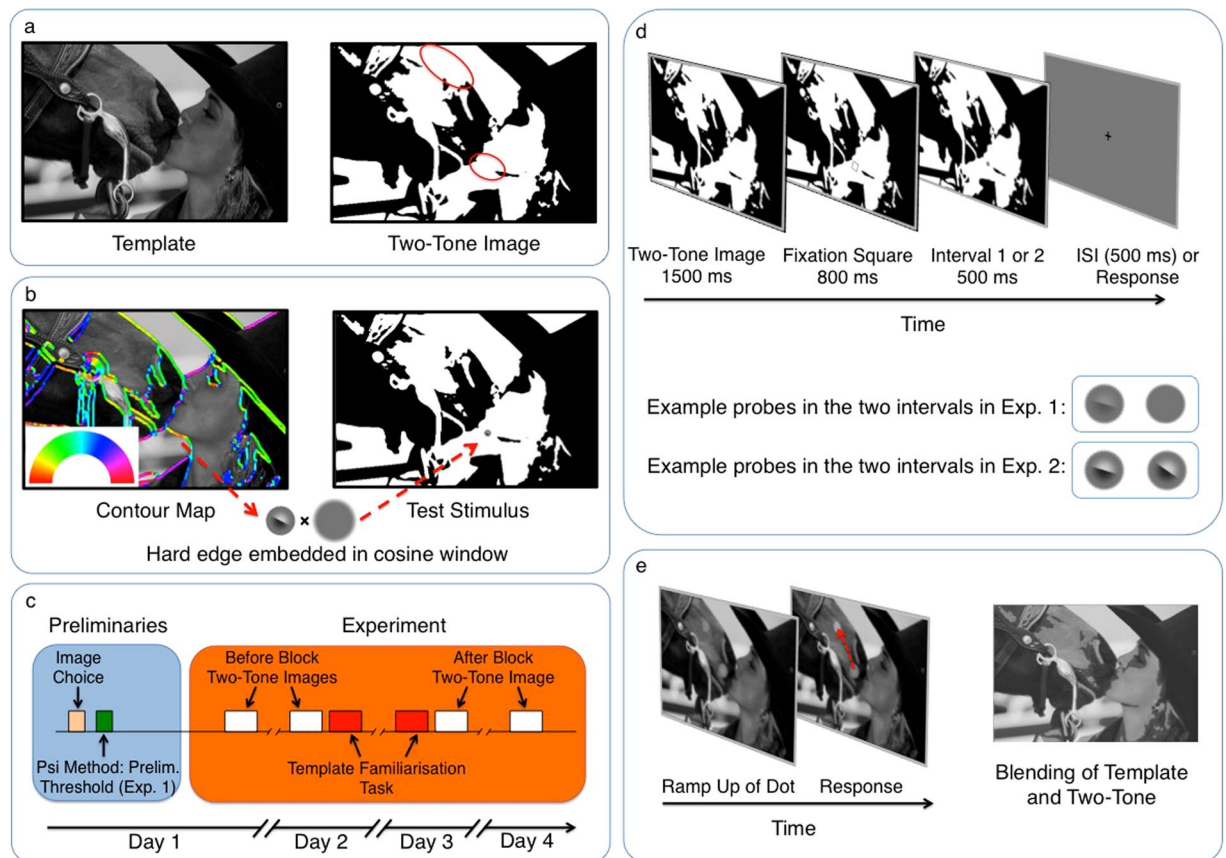 a
Template
Two-Tone Image
b
Contour Map
Test Stimulus
×
Hard edge embedded in cosine window
c
Preliminaries
Experiment
Image
Choice
Before Block
Two-Tone Images
After Block
Two-Tone Image
Psi Method: Prelim.
Threshold (Exp. 1)
Template Familiarisation
Task
Day 1
Day 2
Day 3
Day 4
d
Two-Tone Image
1500 ms
Fixation Square
800 ms
Interval 1 or 2
500 ms
ISI (500 ms) or
Response
Time
Example probes in the two intervals in Exp. 1:
Example probes in the two intervals in Exp. 2:
e
Ramp Up of Dot
Response
Time
Blending of Template
and Two-Tone